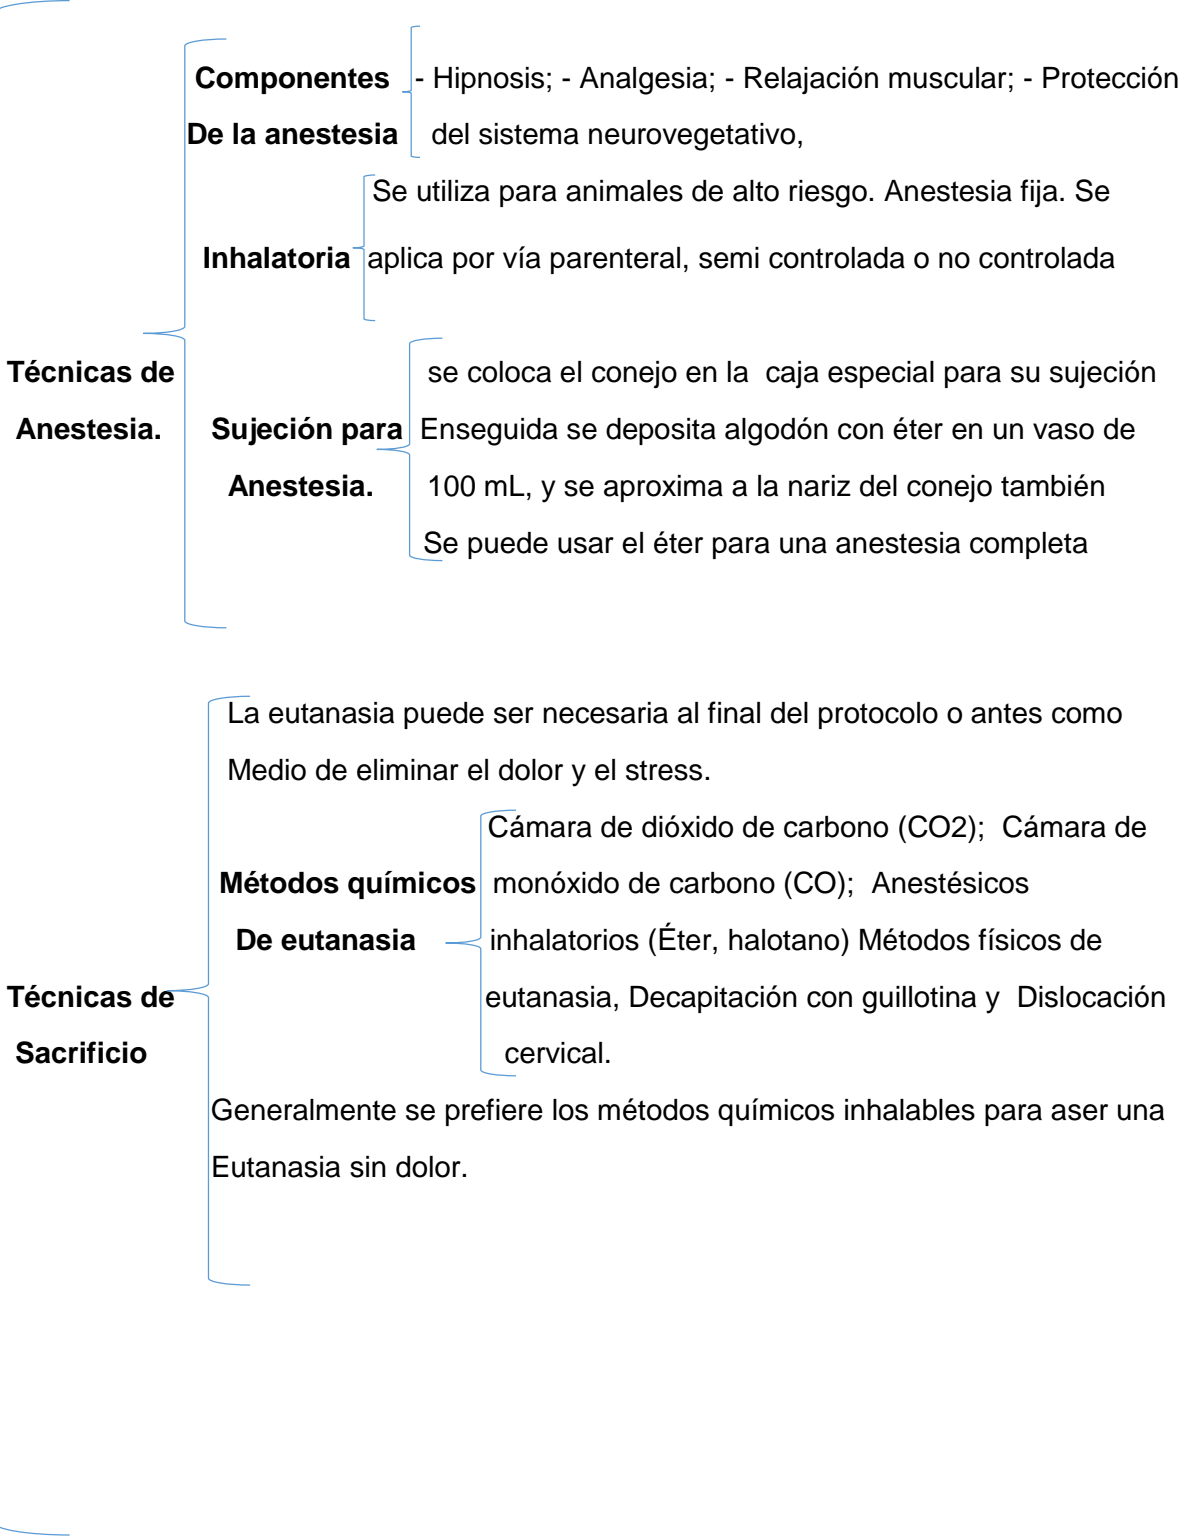 Componentes - Hipnosis; - Analgesia; - Relajación muscular; - Protección
De la anestesia del sistema neurovegetativo,
Se utiliza para animales de alto riesgo. Anestesia fija. Se
Inhalatoria aplica por vía parenteral, semi controlada o no controlada
Técnicas de se coloca el conejo en la caja especial para su sujeción
Anestesia. Sujeción para Enseguida se deposita algodón con éter en un vaso de
Anestesia. 100 mL, y se aproxima a la nariz del conejo también
Se puede usar el éter para una anestesia completa
La eutanasia puede ser necesaria al final del protocolo o antes como
Medio de eliminar el dolor y el stress.
Cámara de dióxido de carbono (CO2); Cámara de
Métodos químicos monóxido de carbono (CO); Anestésicos
De eutanasia inhalatorios (Éter, halotano) Métodos físicos de
Técnicas de eutanasia, Decapitación con guillotina y Dislocación
Sacrificio cervical.
Generalmente se prefiere los métodos químicos inhalables para aser una
Eutanasia sin dolor.